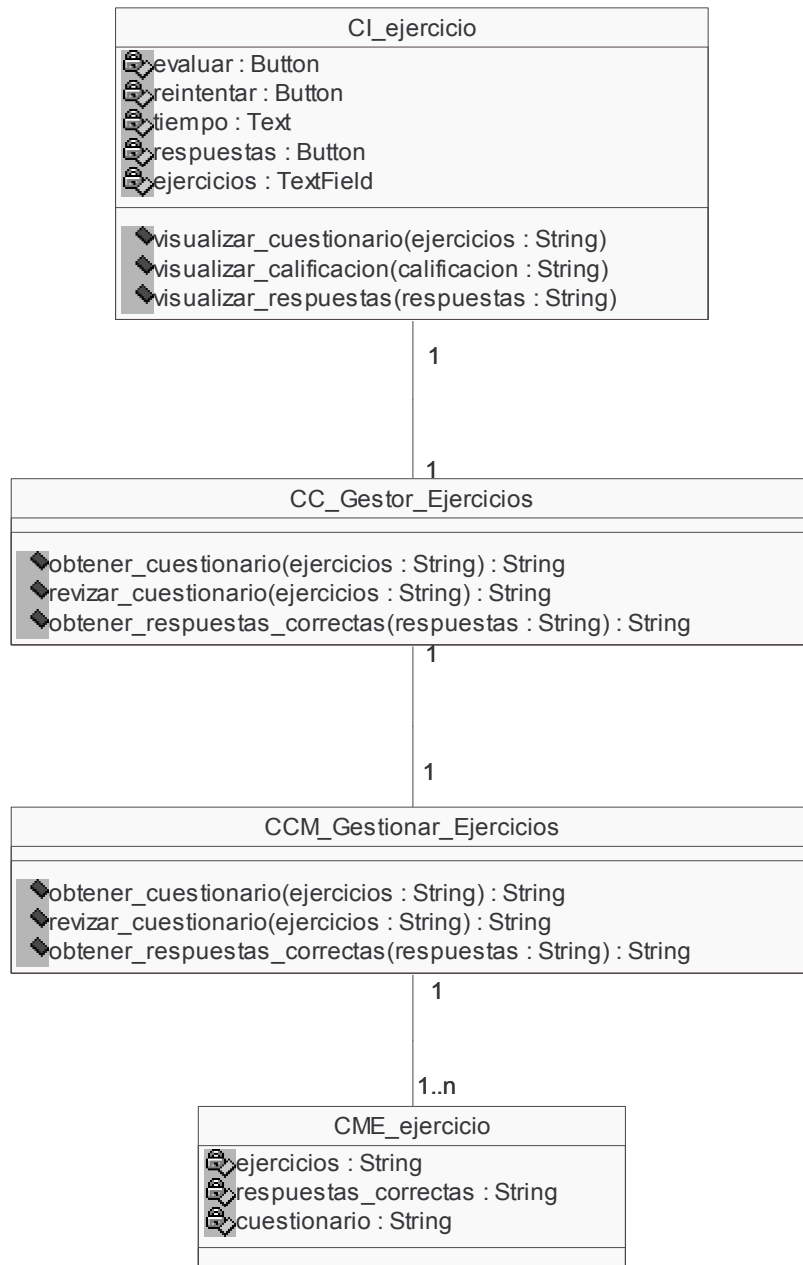 CI_ejercicio
evaluar : Button
reintentar : Button
tiempo : Text
respuestas : Button
ejercicios : TextField
visualizar_cuestionario(ejercicios : String)
visualizar_calificacion(calificacion : String)
visualizar_respuestas(respuestas : String)
1
1
CC_Gestor_Ejercicios
obtener_cuestionario(ejercicios : String) : String
revizar_cuestionario(ejercicios : String) : String
obtener_respuestas_correctas(respuestas : String) : String
1
1
CCM_Gestionar_Ejercicios
obtener_cuestionario(ejercicios : String) : String
revizar_cuestionario(ejercicios : String) : String
obtener_respuestas_correctas(respuestas : String) : String
1
1..n
CME_ejercicio
ejercicios : String
respuestas_correctas : String
cuestionario : String